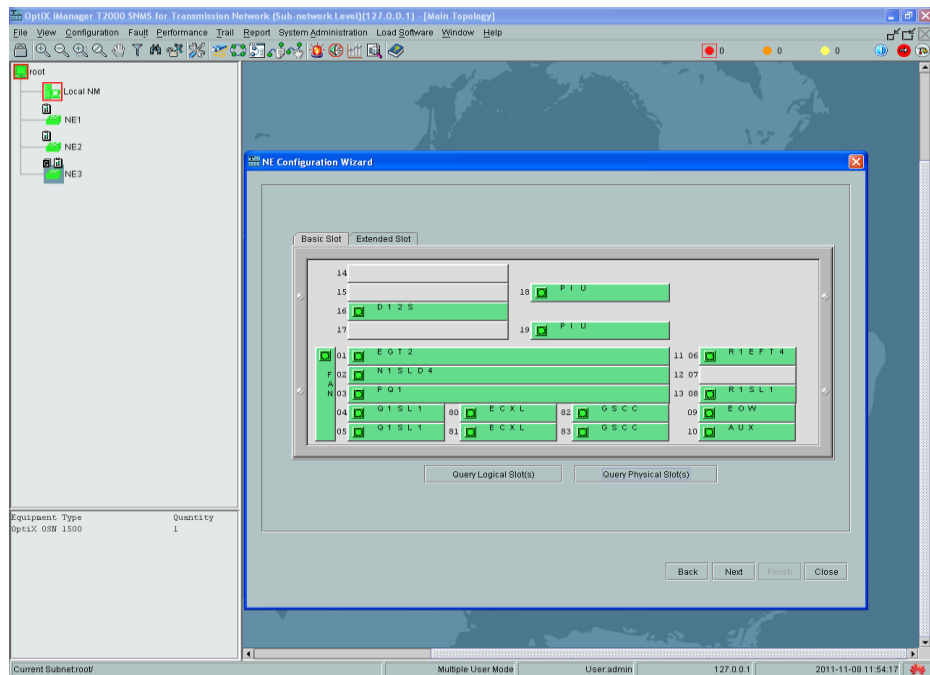 OptiX iManager T2000 SNMS for Transmission Network (Sub-network Level)(127.0.0.1) - [Main Topology]
File View Configuration Fault Performance Trail Report System Administration Load Software Window Help
0 0 0
root
Local NM
NE1
NE2
NE3
NE Configuration Wizard
Basic Slot Extended Slot
14
15
18 PIU
16 D12S
17
19 PIU
FAN
01 EGT2 11 06 R1EFT4
02 N1SLD4 12 07
03 PQ1 13 08 R1SL1
04 Q1SL1 80 ECXL 82 GSCC 09 EOW
05 Q1SL1 81 ECXL 83 GSCC 10 AUX
Query Logical Slot(s) Query Physical Slot(s)
Equipment Type Quantity
OptiX OSN 1500 1
Back Next Finish Close
Current Subnet:root/ Multiple User Mode User:admin 127.0.0.1 2011-11-08 11:54:17